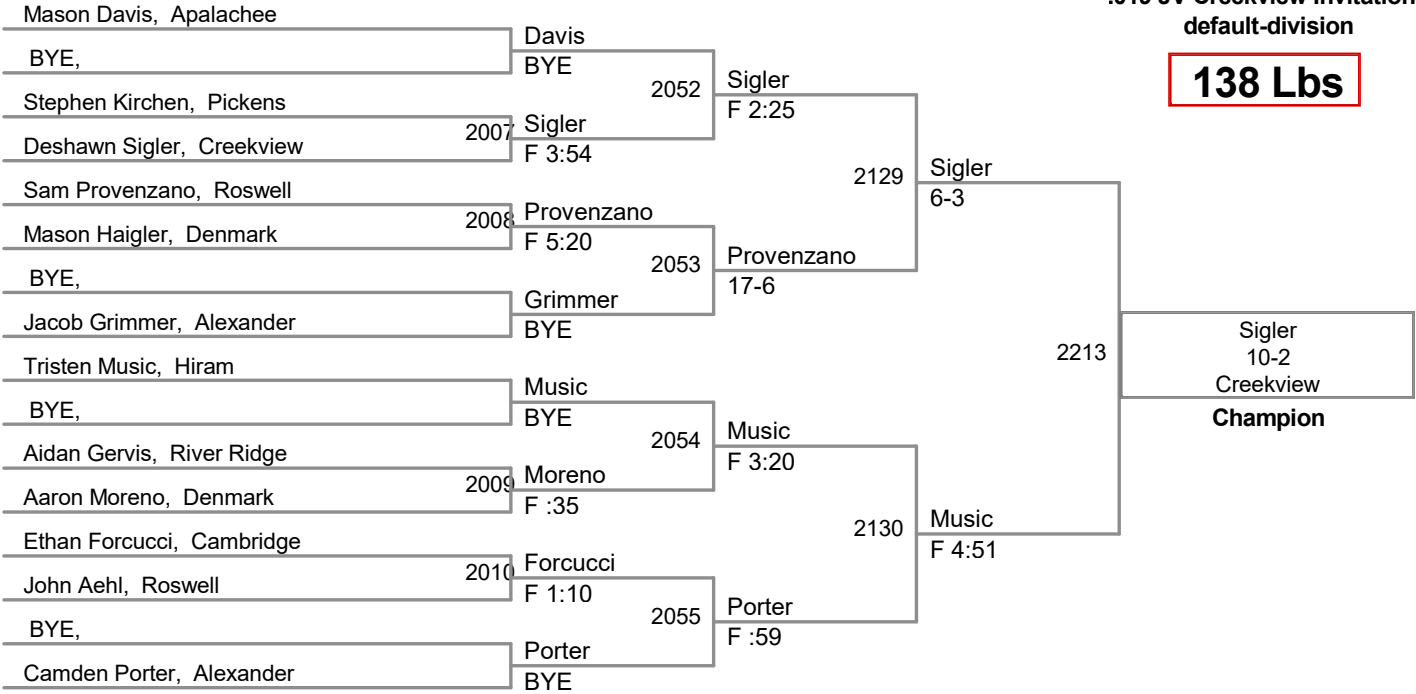 default-division
138 Lbs
Mason Davis, Apalachee
BYE,
Stephen Kirchen, Pickens
Deshawn Sigler, Creekview
Sam Provenzano, Roswell
Mason Haigler, Denmark
BYE,
Jacob Grimmer, Alexander
Tristen Music, Hiram
BYE,
Aidan Gervis, River Ridge
Aaron Moreno, Denmark
Ethan Forcucci, Cambridge
John Aehl, Roswell
BYE,
Camden Porter, Alexander
Davis
BYE
2007 Sigler
F 3:54
2008 Provenzano
F 5:20
Grimmer
BYE
Music
BYE
2009 Moreno
F :35
2010 Forcucci
F 1:10
Porter
BYE
2052 Sigler
F 2:25
2053 Provenzano
17-6
2054 Music
F 3:20
2055 Porter
F :59
2129 Sigler
6-3
2130 Music
F 4:51
2213
Sigler
10-2
Creekview
Champion